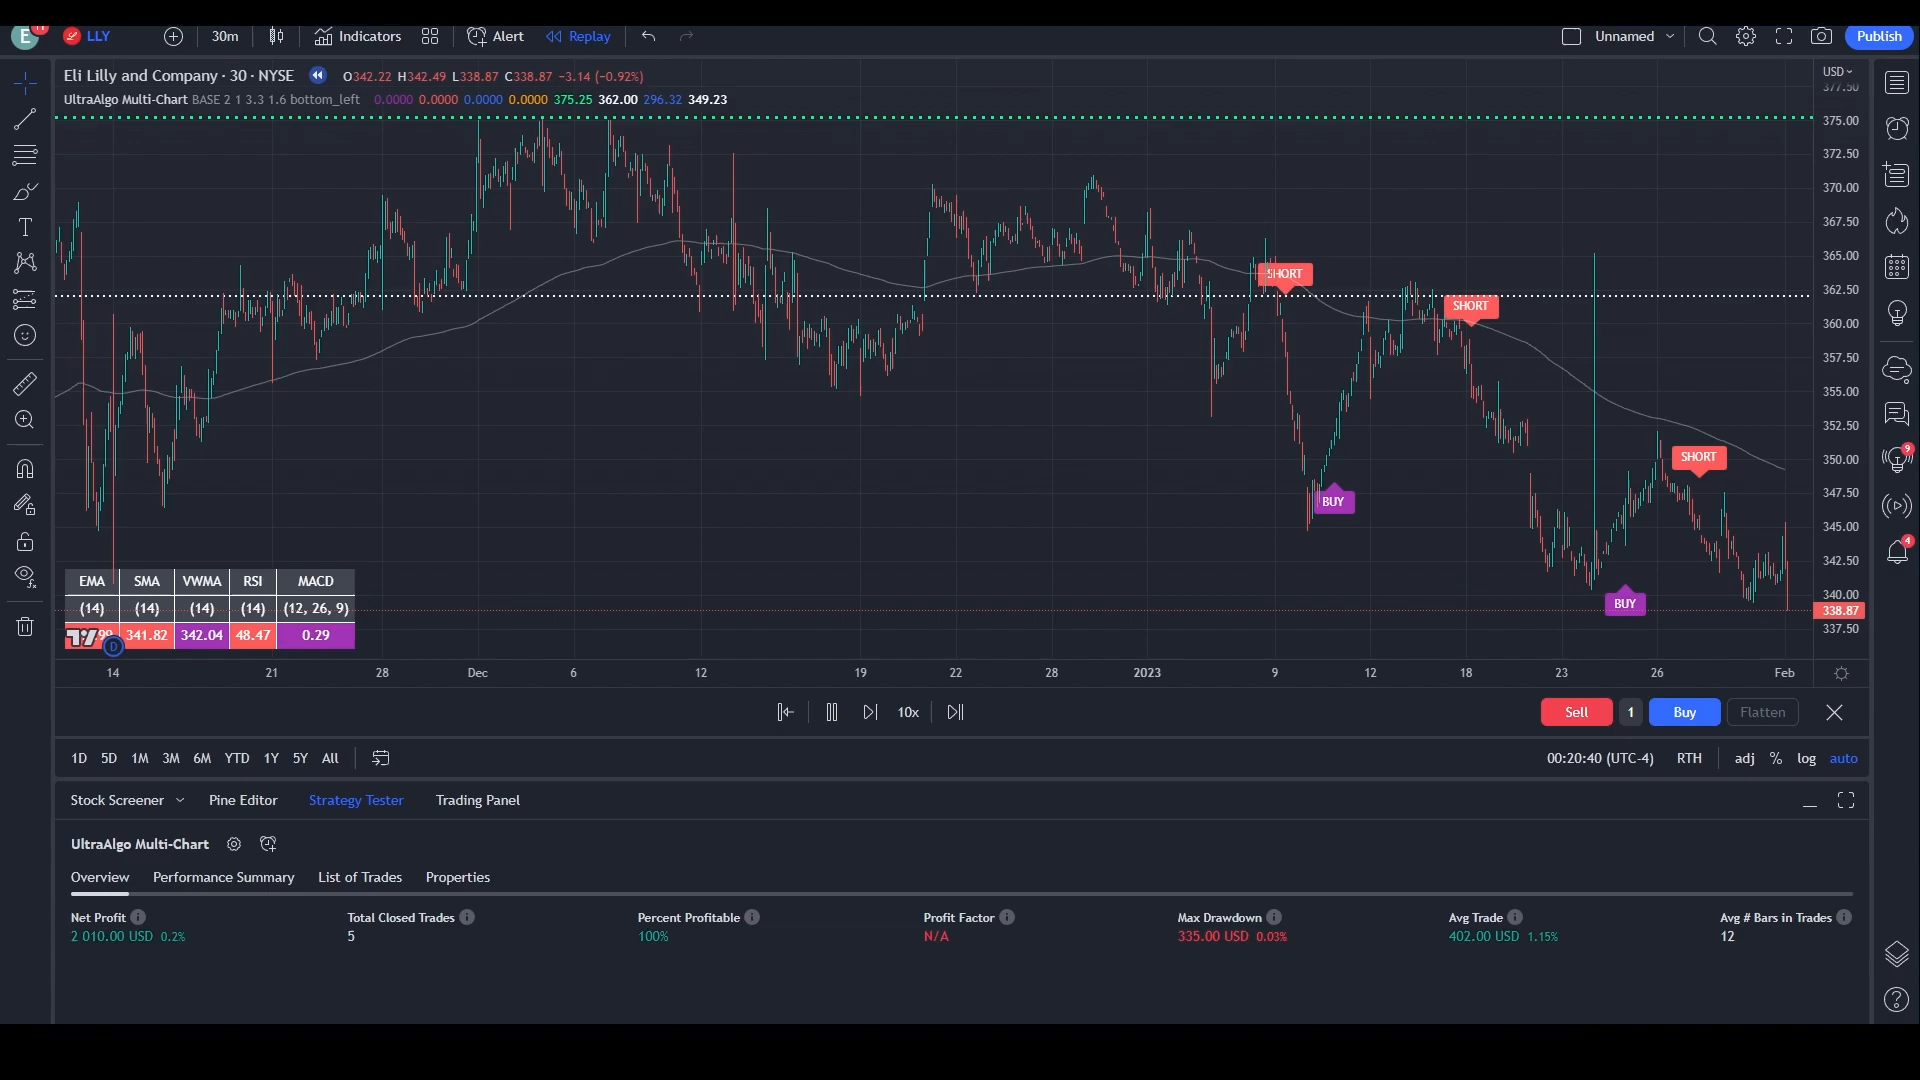 E 11 LLY 30m Indicators Alert Replay Unnamed Publish
Eli Lilly and Company · 30 · NYSE O342.22 H342.49 L338.87 C338.87 −3.14 (−0.92%)
UltraAlgo Multi-Chart BASE 2 1 3.3 1.6 bottom_left 0.0000 0.0000 0.0000 0.0000 375.25 362.00 296.32 349.23
USD
377.50
375.00
372.50
370.00
367.50
365.00
362.50
360.00
357.50
355.00
352.50
350.00
347.50
345.00
342.50
340.00
338.87
337.50
SHORT
SHORT
SHORT
BUY
BUY
9
4
EMA SMA VWMA RSI MACD
(14) (14) (14) (14) (12, 26, 9)
99 341.82 342.04 48.47 0.29
D
14 21 28 Dec 6 12 19 22 28 2023 9 12 18 23 26 Feb
10x Sell 1 Buy Flatten
1D 5D 1M 3M 6M YTD 1Y 5Y All 00:20:40 (UTC-4) RTH adj % log auto
Stock Screener Pine Editor Strategy Tester Trading Panel
UltraAlgo Multi-Chart
Overview Performance Summary List of Trades Properties
Net Profit Total Closed Trades Percent Profitable Profit Factor Max Drawdown Avg Trade Avg # Bars in Trades
2 010.00 USD 0.2% 5 100% N/A 335.00 USD 0.03% 402.00 USD 1.15% 12